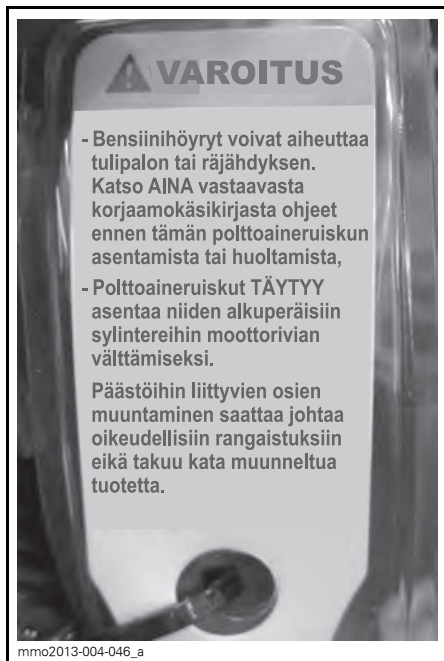 VAROITUS
- Bensiinihöyryt voivat aiheuttaa
tulipalon tai räjähdyksen.
Katso AINA vastaavasta
korjaamokäsikirjasta ohjeet
ennen tämän polttoaineruiskun
asentamista tai huoltamista,
- Polttoaineruiskut TÄYTYY
asentaa niiden alkuperäisiin
sylintereihin moottorivian
välttämiseksi.
Päästöihin liittyvien osien
muuntaminen saattaa johtaa
oikeudellisiin rangaistuksiin
eikä takuu kata muunneltua
tuotetta.
mmo2013-004-046_a